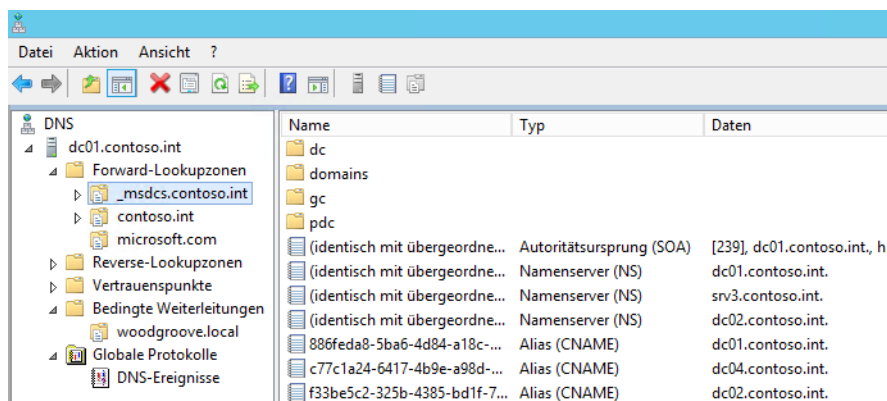 Datei Aktion Ansicht ?
DNS
dc01.contoso.int
Forward-Lookupzonen
_msdcs.contoso.int
contoso.int
microsoft.com
Reverse-Lookupzonen
Vertrauenspunkte
Bedingte Weiterleitungen
woodgroove.local
Globale Protokolle
DNS-Ereignisse
Name Typ Daten
dc
domains
gc
pdc
(identisch mit übergeordne... Autoritätsursprung (SOA) [239], dc01.contoso.int., h
(identisch mit übergeordne... Namenserver (NS) dc01.contoso.int.
(identisch mit übergeordne... Namenserver (NS) srv3.contoso.int.
(identisch mit übergeordne... Namenserver (NS) dc02.contoso.int.
886feda8-5ba6-4d84-a18c-... Alias (CNAME) dc01.contoso.int.
c77c1a24-6417-4b9e-a98d-... Alias (CNAME) dc04.contoso.int.
f33be5c2-325b-4385-bd1f-7... Alias (CNAME) dc02.contoso.int.